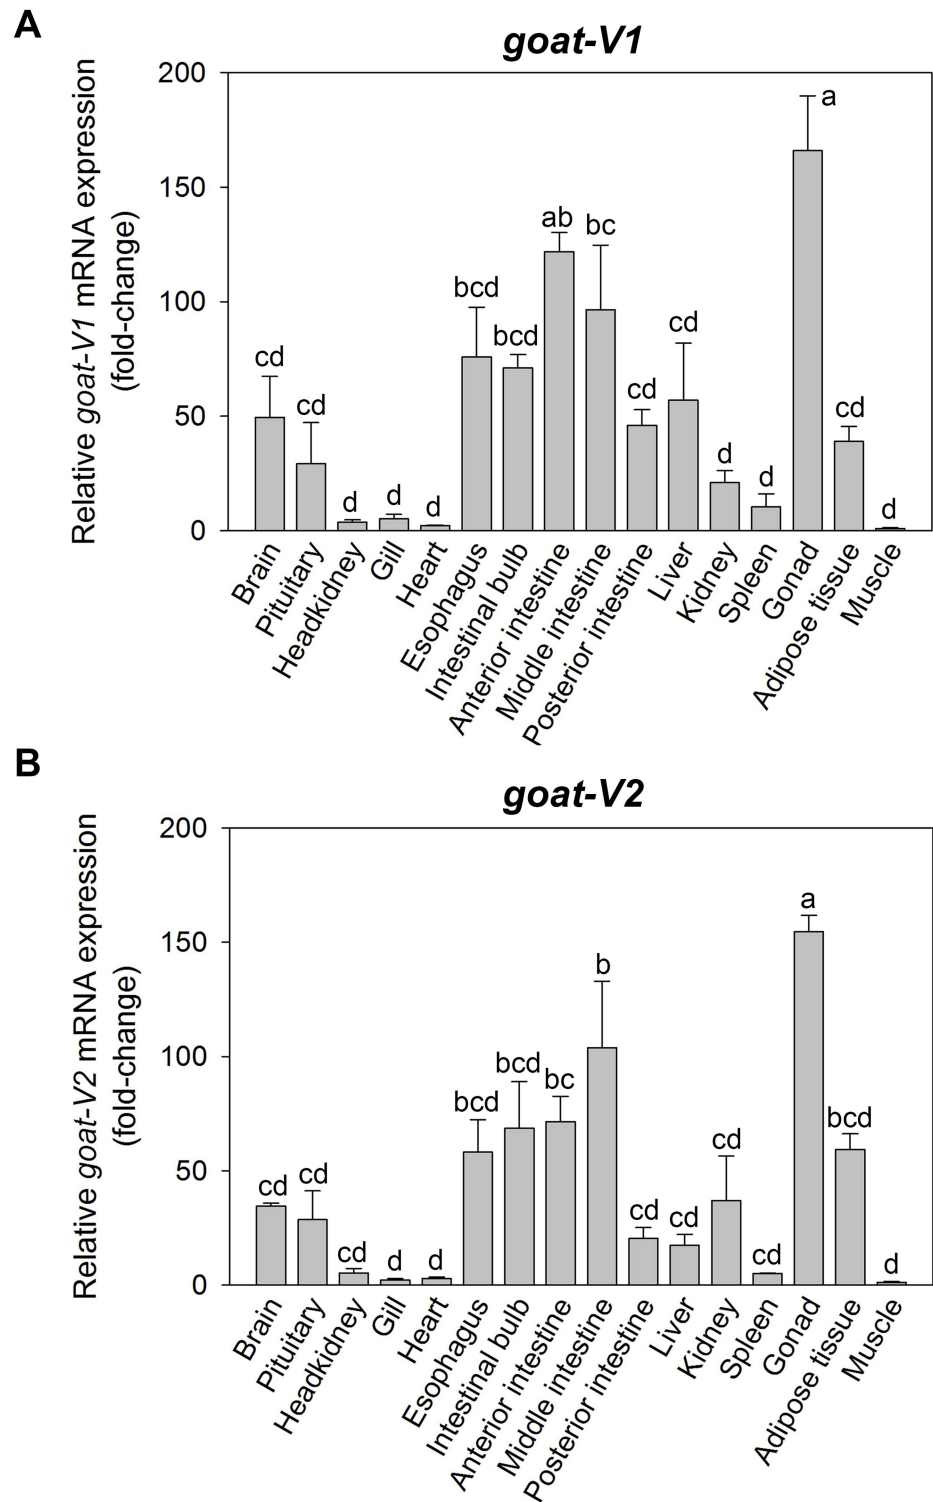 A
goat-V1
Relative goat-V1 mRNA expression
(fold-change)
200
150
100
50
0
cd
cd
d
d
d
bcd
bcd
ab
bc
cd
cd
d
d
a
cd
d
Brain
Pituitary
Headkidney
Gill
Heart
Esophagus
Intestinal bulb
Anterior intestine
Middle intestine
Posterior intestine
Liver
Kidney
Spleen
Gonad
Adipose tissue
Muscle
B
goat-V2
Relative goat-V2 mRNA expression
(fold-change)
200
150
100
50
0
cd
cd
cd
d
d
bcd
bcd
bc
b
cd
cd
cd
cd
a
bcd
d
Brain
Pituitary
Headkidney
Gill
Heart
Esophagus
Intestinal bulb
Anterior intestine
Middle intestine
Posterior intestine
Liver
Kidney
Spleen
Gonad
Adipose tissue
Muscle